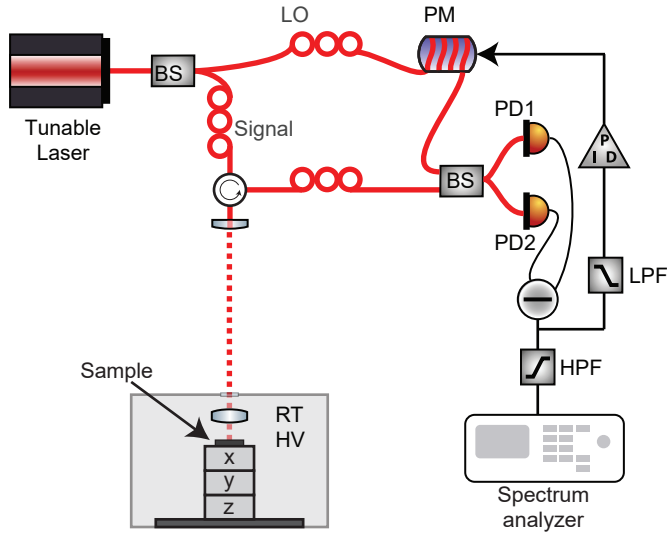 LO
PM
BS
Tunable
Laser
Signal
PD1
P
I D
BS
PD2
LPF
HPF
Sample
RT
HV
x
y
z
Spectrum
analyzer